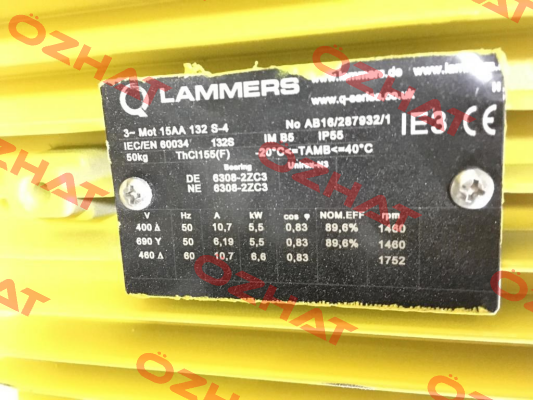 Q LAMMERS
www.lammers.de
www.q-series.co.uk
3~ Mot 15AA 132 S-4 No AB16/287932/1 IE3 CE
IEC/EN 60034 132S IM B5 IP55
50kg ThCl155(F) -20°C<=TAMB<=40°C
Bearing Unirex-N3
DE 6308-2ZC3
NE 6308-2ZC3
V Hz A kW cos φ NOM.EFF rpm
400 Δ 50 10,7 5,5 0,83 89,6% 1460
690 Y 50 6,19 5,5 0,83 89,6% 1460
460 Δ 60 10,7 6,6 0,83 1752
ÖZHAT
ÖZHAT
ÖZHAT
ÖZHAT
ÖZHAT
ÖZHAT